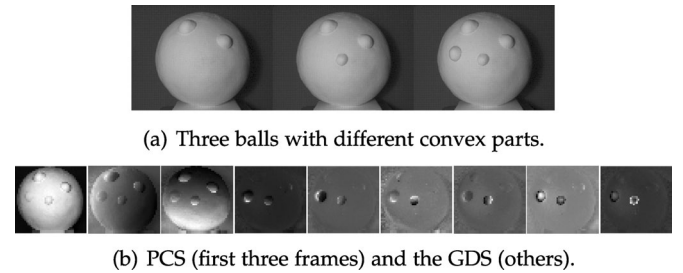 (a) Three balls with different convex parts.
(b) PCS (first three frames) and the GDS (others).